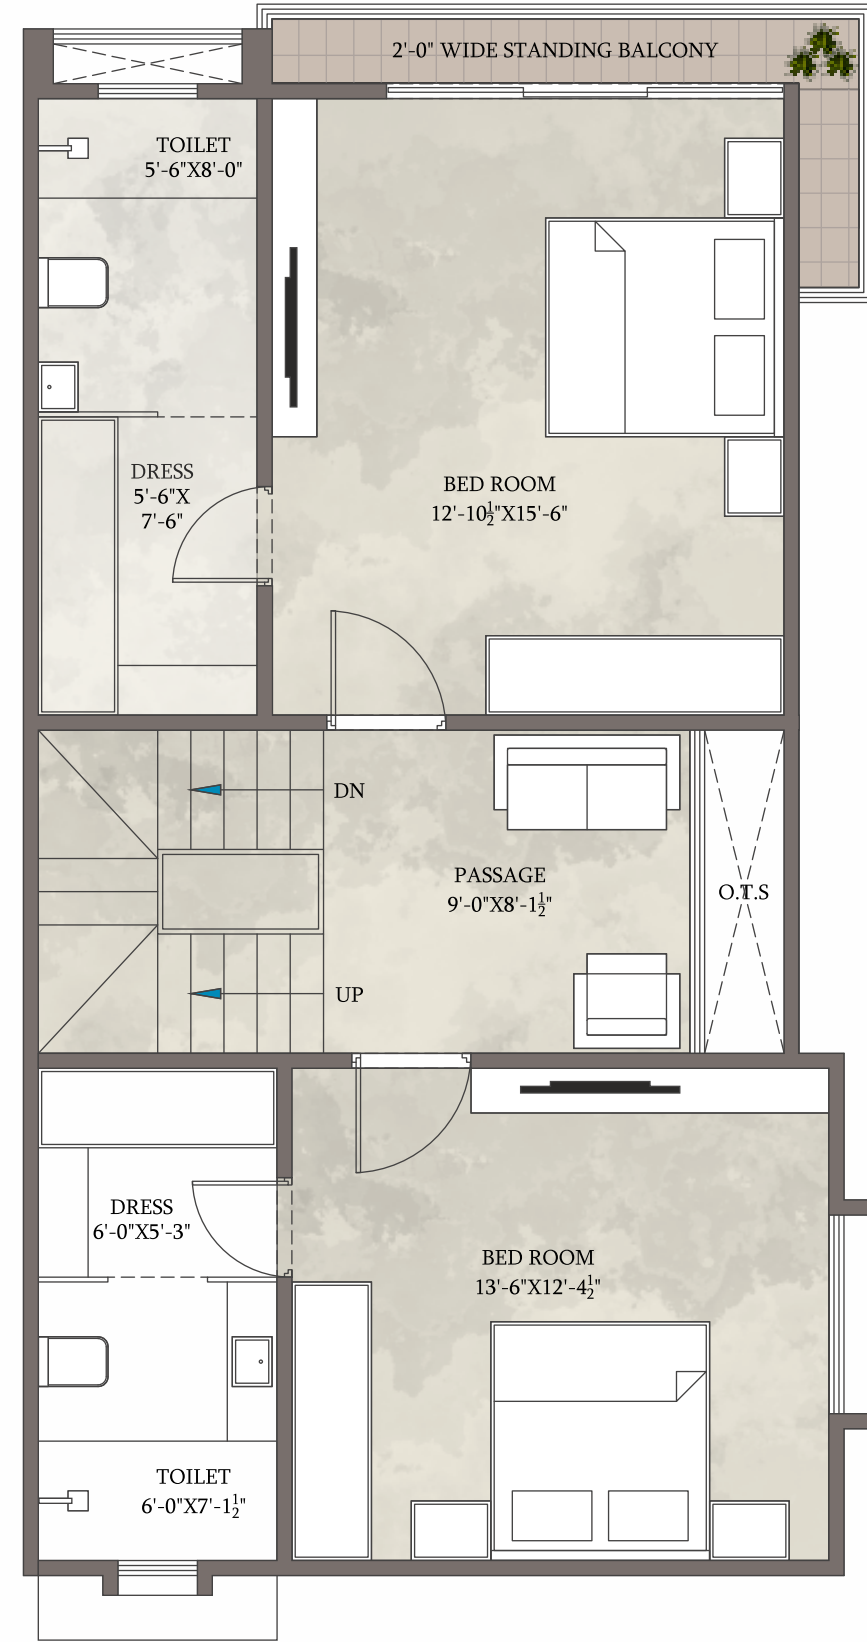 2'-0" WIDE STANDING BALCONY
TOILET
5'-6"X8'-0"
DRESS
5'-6"X
7'-6"
BED ROOM
12'-10½"X15'-6"
DN
PASSAGE
9'-0"X8'-1½"
O.T.S
UP
DRESS
6'-0"X5'-3"
BED ROOM
13'-6"X12'-4½"
TOILET
6'-0"X7'-1½"